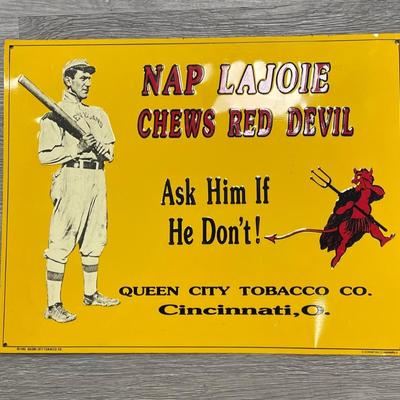 NAP LAJOIE
CHEWS RED DEVIL
Ask Him If
He Don't!
QUEEN CITY TOBACCO CO.
Cincinnati, O.